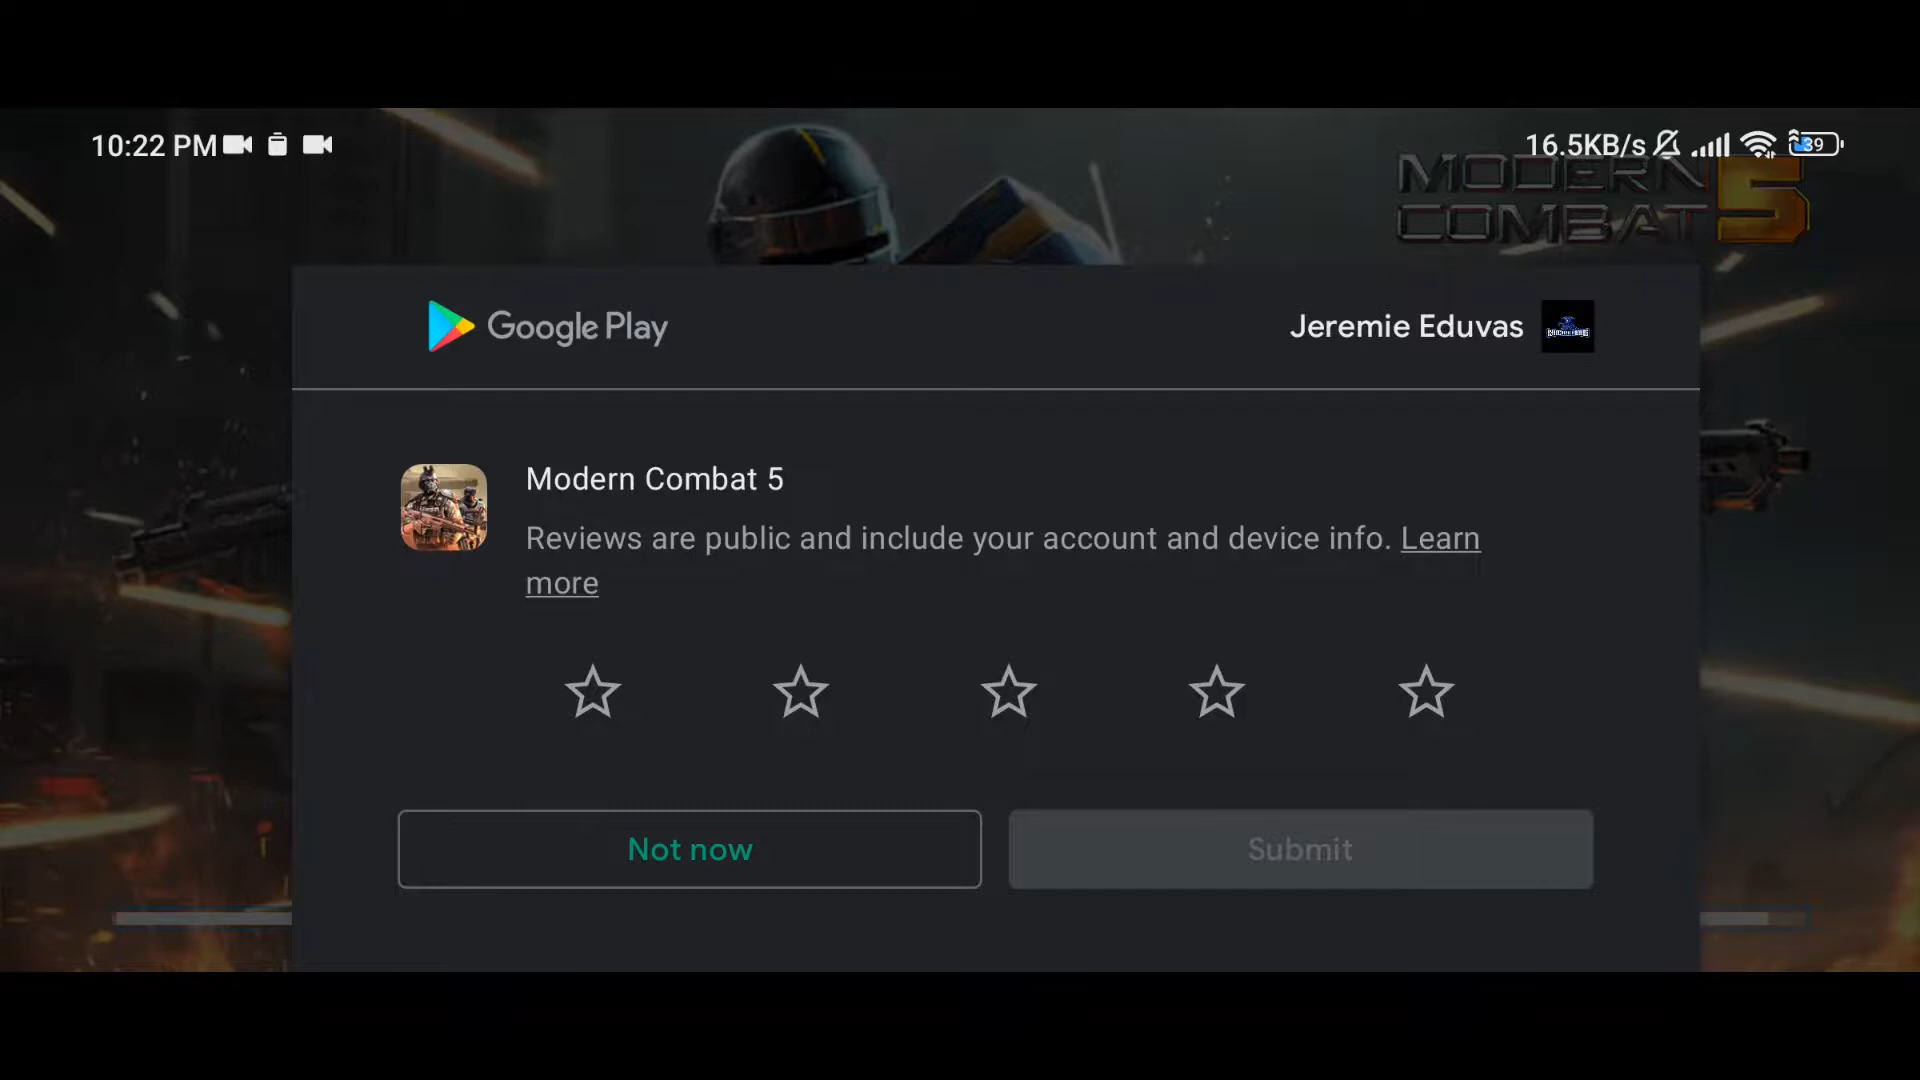 10:22 PM
16.5KB/s
39
MODERN
COMBAT 5
Google Play
Jeremie Eduvas
Modern Combat 5
Reviews are public and include your account and device info. Learn
more
Not now
Submit